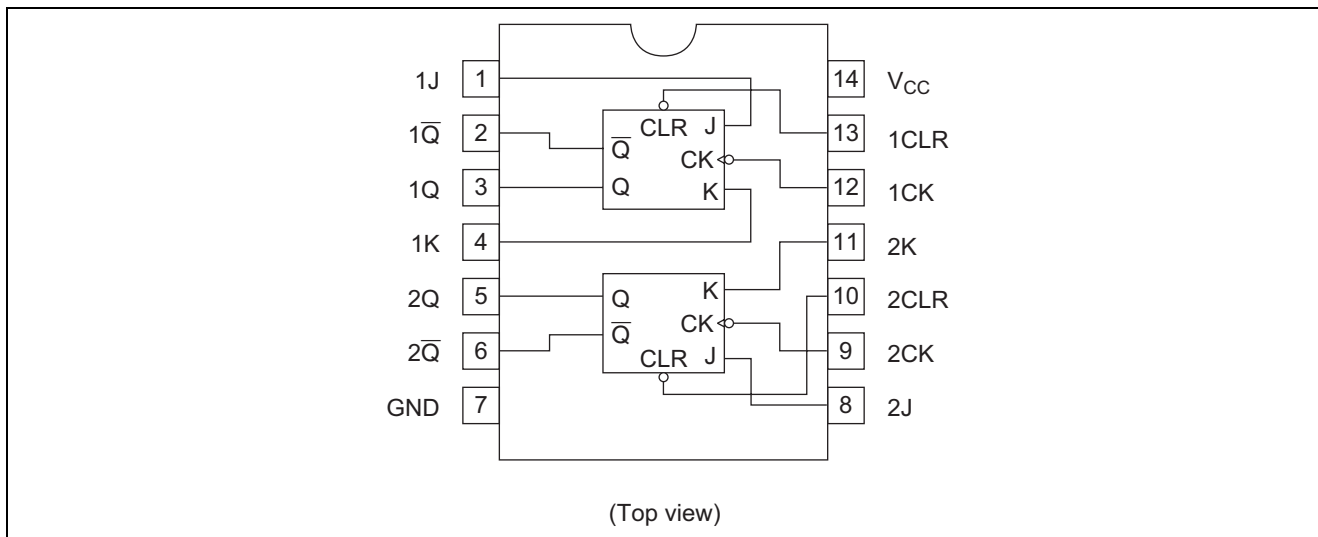 1J 1 14 VCC
CLR J
1Q̅ 2 Q̅ 13 1CLR
CK
1Q 3 Q K 12 1CK
1K 4 11 2K
2Q 5 Q K 10 2CLR
CK
2Q̅ 6 Q̅ 9 2CK
CLR J
GND 7 8 2J
(Top view)